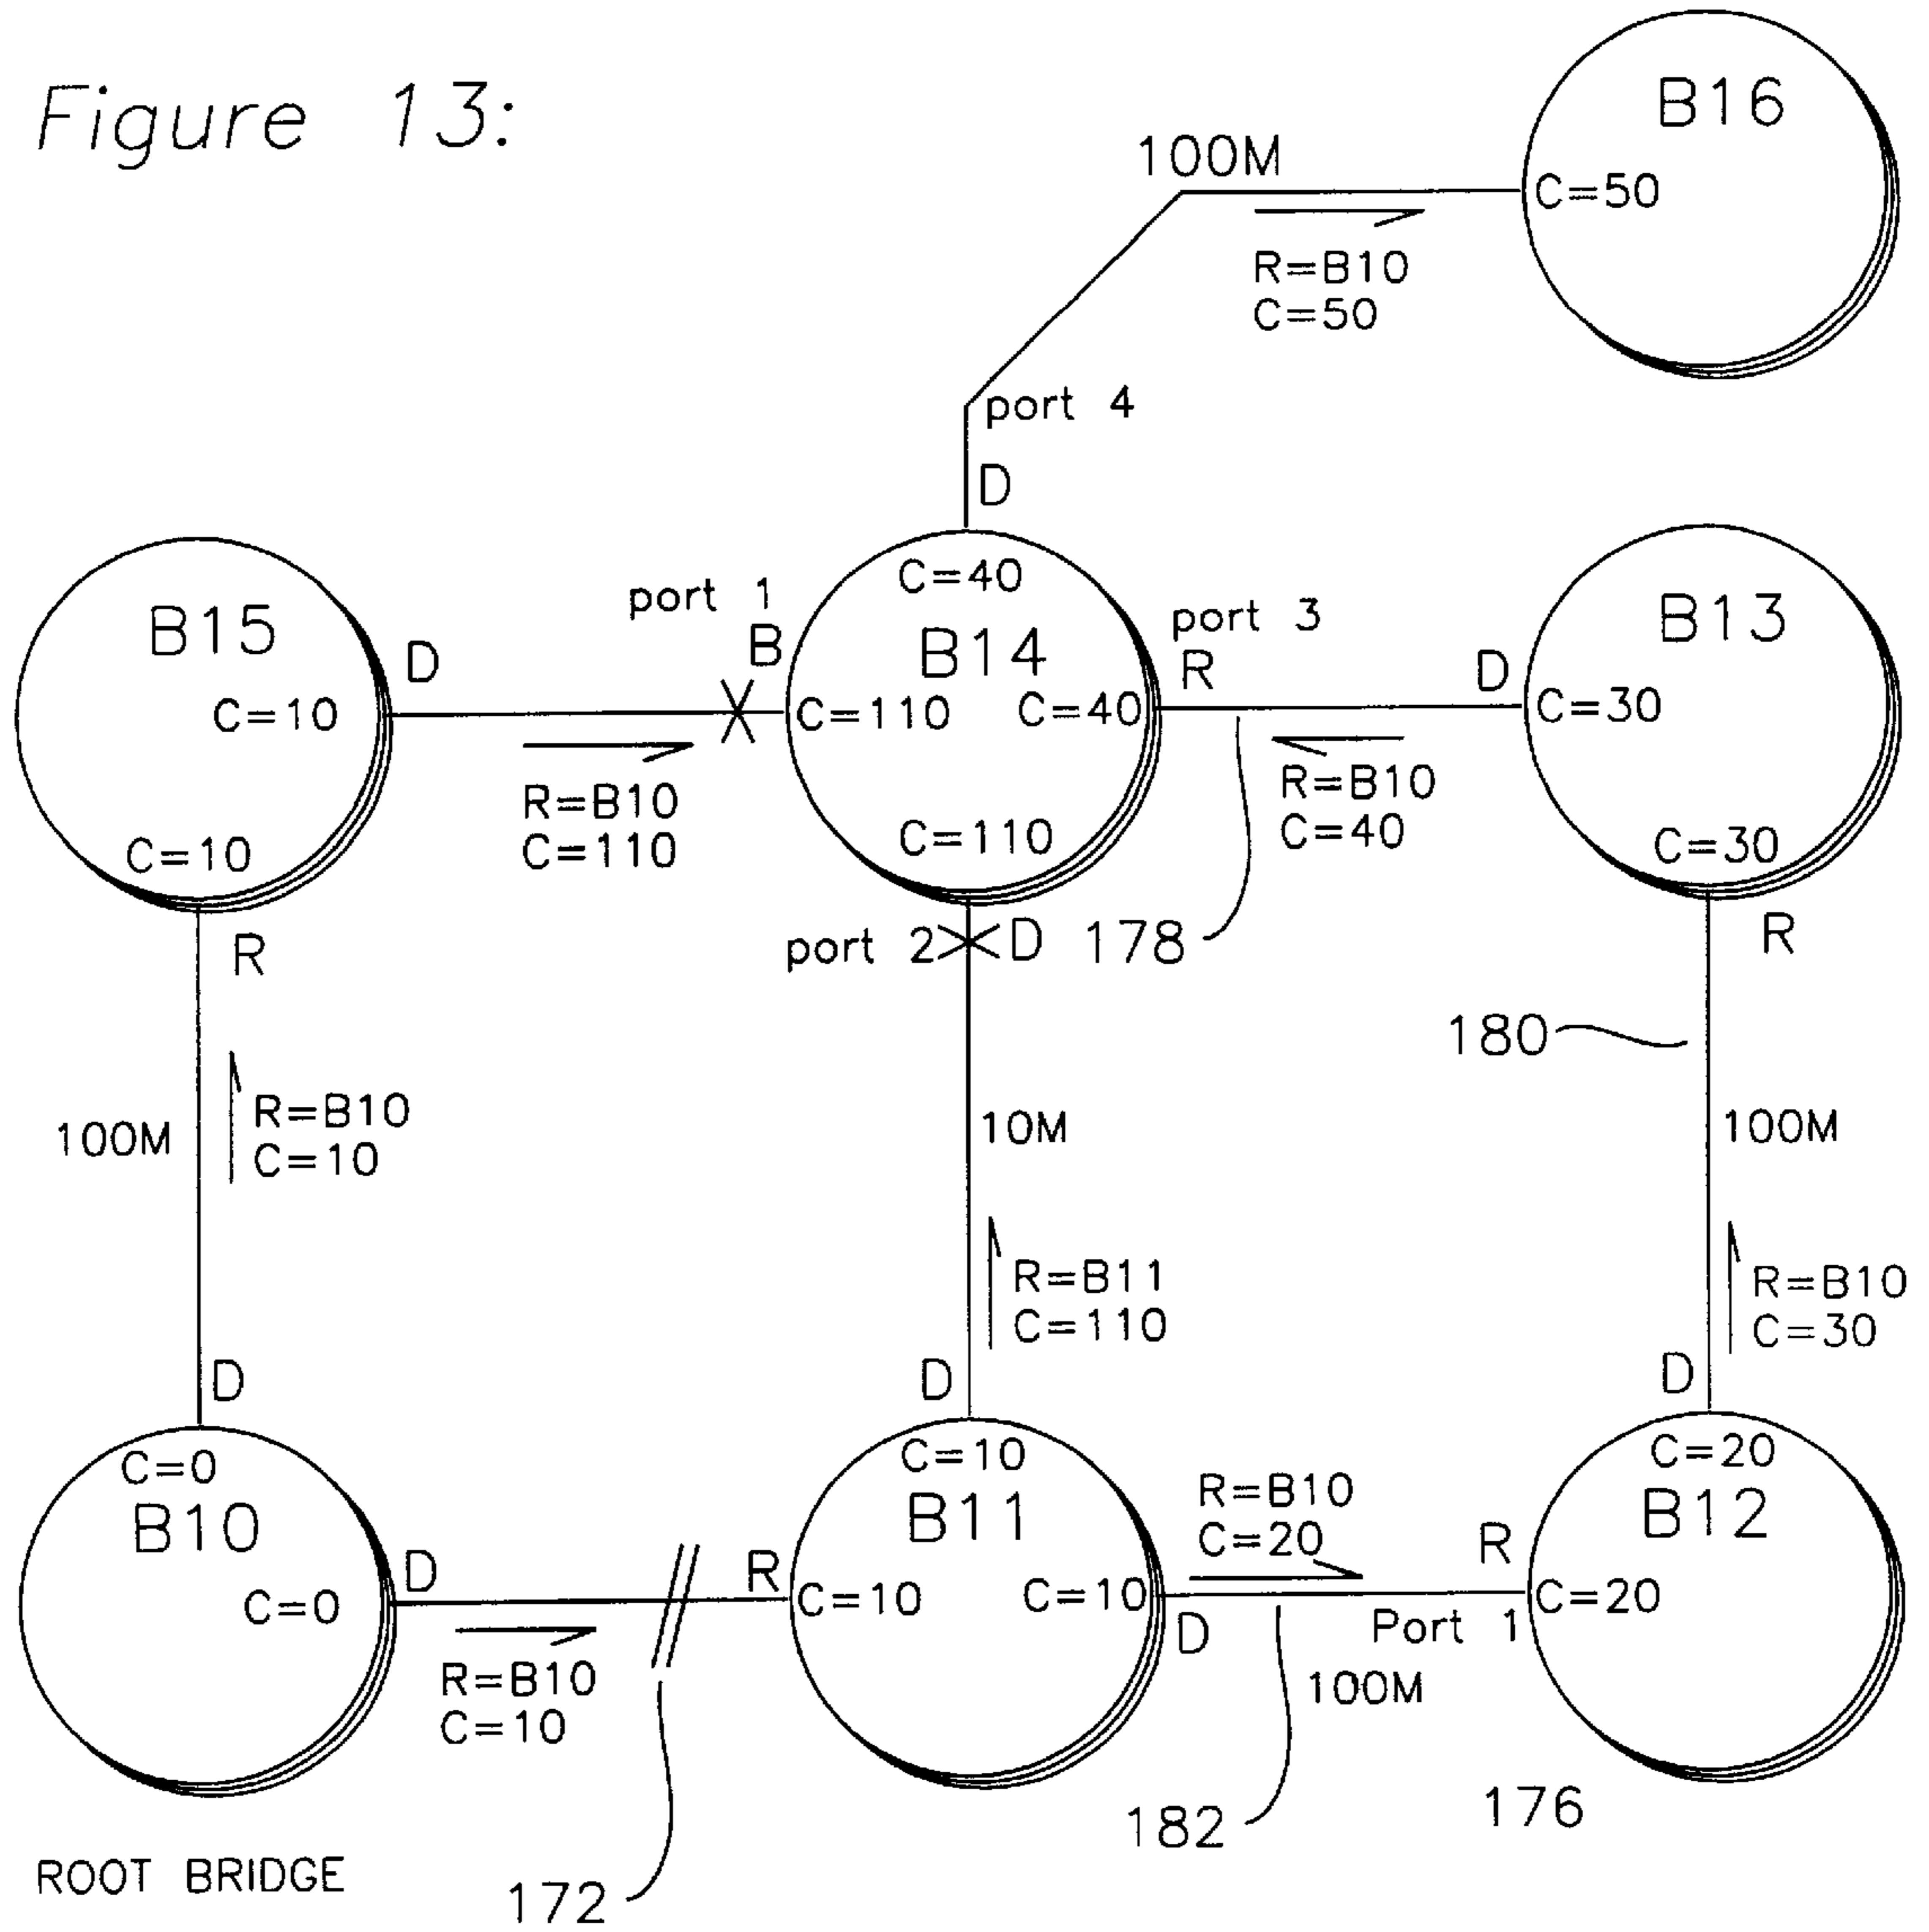 Figure 13:
B16
100M
C=50
R=B10
C=50
port 4
D
C=40
port 1
B15
D
B
B14
port 3
R
D
B13
C=10
C=110
C=40
C=30
R=B10
C=110
R=B10
C=40
C=10
C=110
C=30
R
port 2
D
178
R
180
100M
R=B10
C=10
10M
100M
R=B11
C=110
R=B10
C=30
D
D
D
C=0
B10
C=10
B11
R=B10
C=20
C=20
B12
D
R
R
C=0
C=10
C=10
C=20
D
Port 1
R=B10
C=10
100M
182
176
ROOT BRIDGE
172